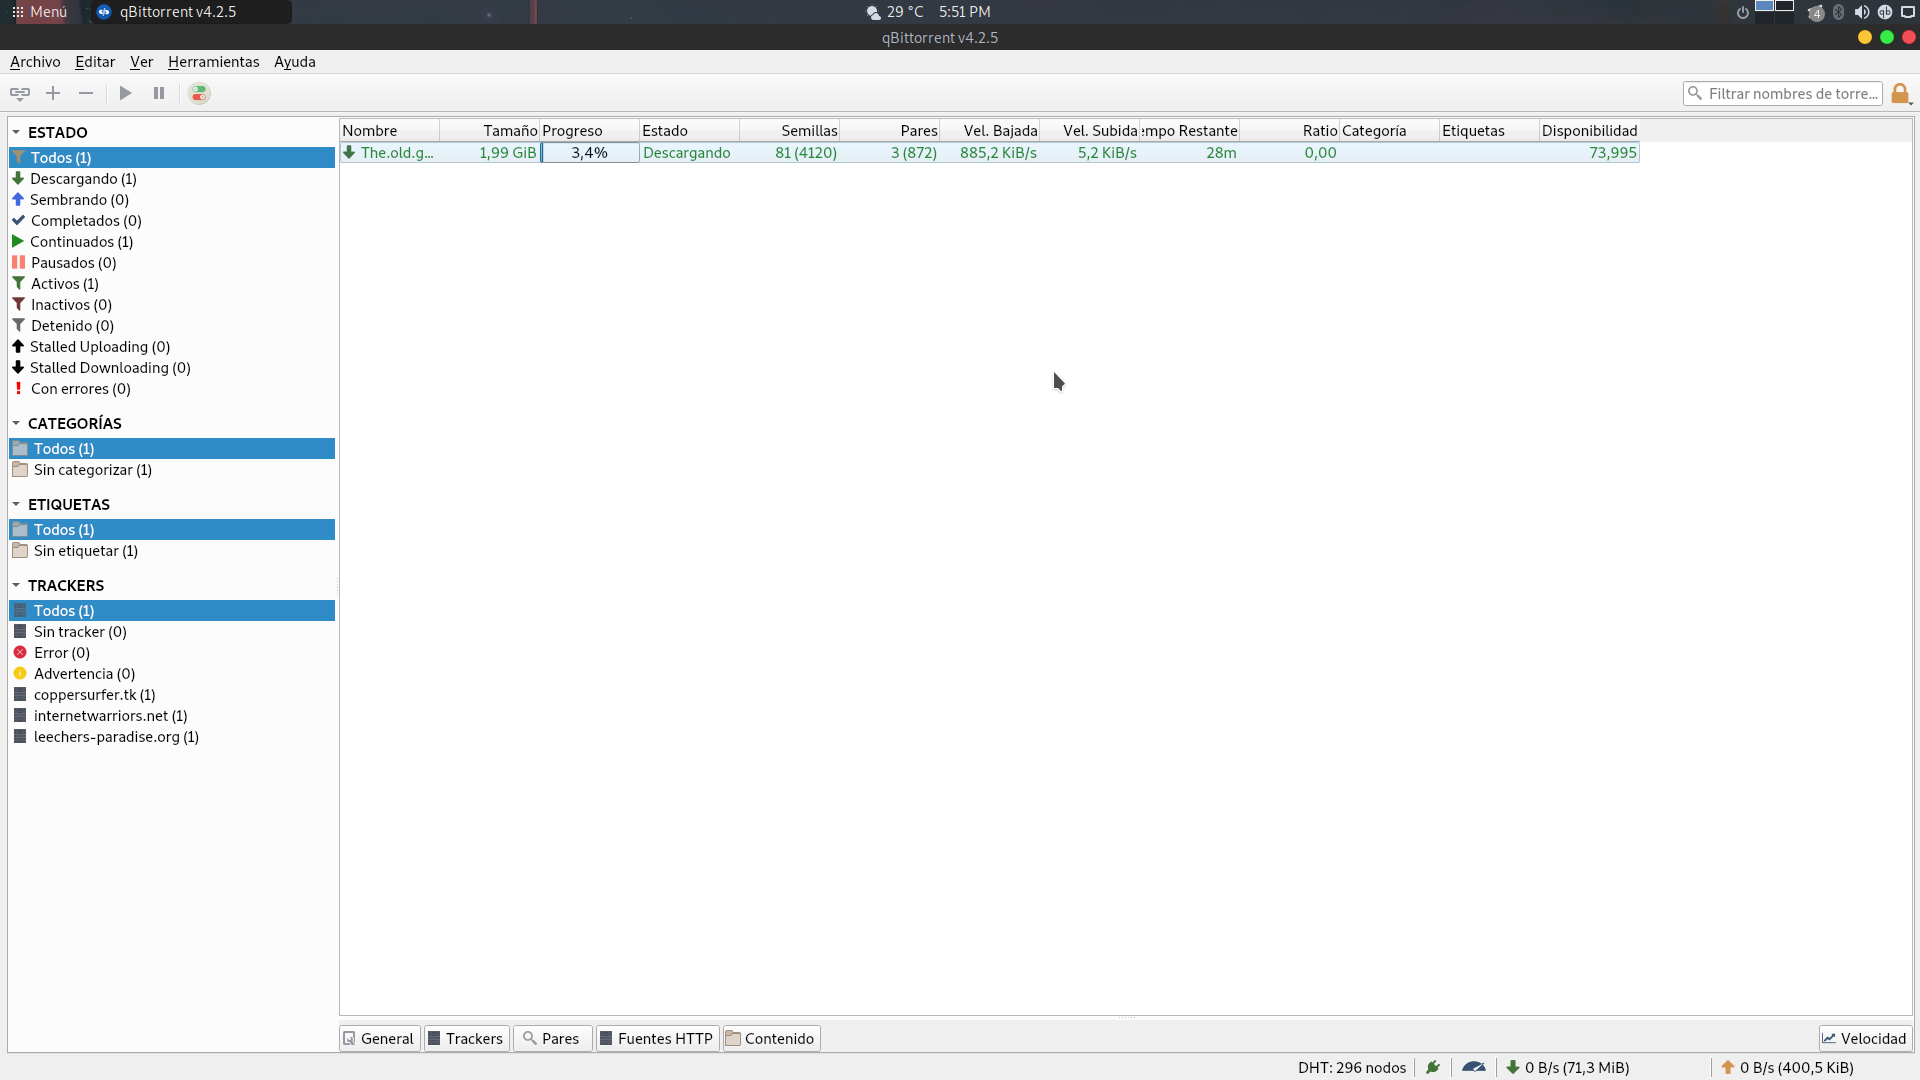 Menú qBittorrent v4.2.5 29 °C 5:51 PM 4
qBittorrent v4.2.5
Archivo Editar Ver Herramientas Ayuda
Filtrar nombres de torre...
ESTADO
Todos (1)
Descargando (1)
Sembrando (0)
Completados (0)
Continuados (1)
Pausados (0)
Activos (1)
Inactivos (0)
Detenido (0)
Stalled Uploading (0)
Stalled Downloading (0)
Con errores (0)
CATEGORÍAS
Todos (1)
Sin categorizar (1)
ETIQUETAS
Todos (1)
Sin etiquetar (1)
TRACKERS
Todos (1)
Sin tracker (0)
Error (0)
Advertencia (0)
coppersurfer.tk (1)
internetwarriors.net (1)
leechers-paradise.org (1)
Nombre Tamaño Progreso Estado Semillas Pares Vel. Bajada Vel. Subida empo Restante Ratio Categoría Etiquetas Disponibilidad
The.old.g... 1,99 GiB 3,4% Descargando 81 (4120) 3 (872) 885,2 KiB/s 5,2 KiB/s 28m 0,00 73,995
General Trackers Pares Fuentes HTTP Contenido Velocidad
DHT: 296 nodos 0 B/s (71,3 MiB) 0 B/s (400,5 KiB)